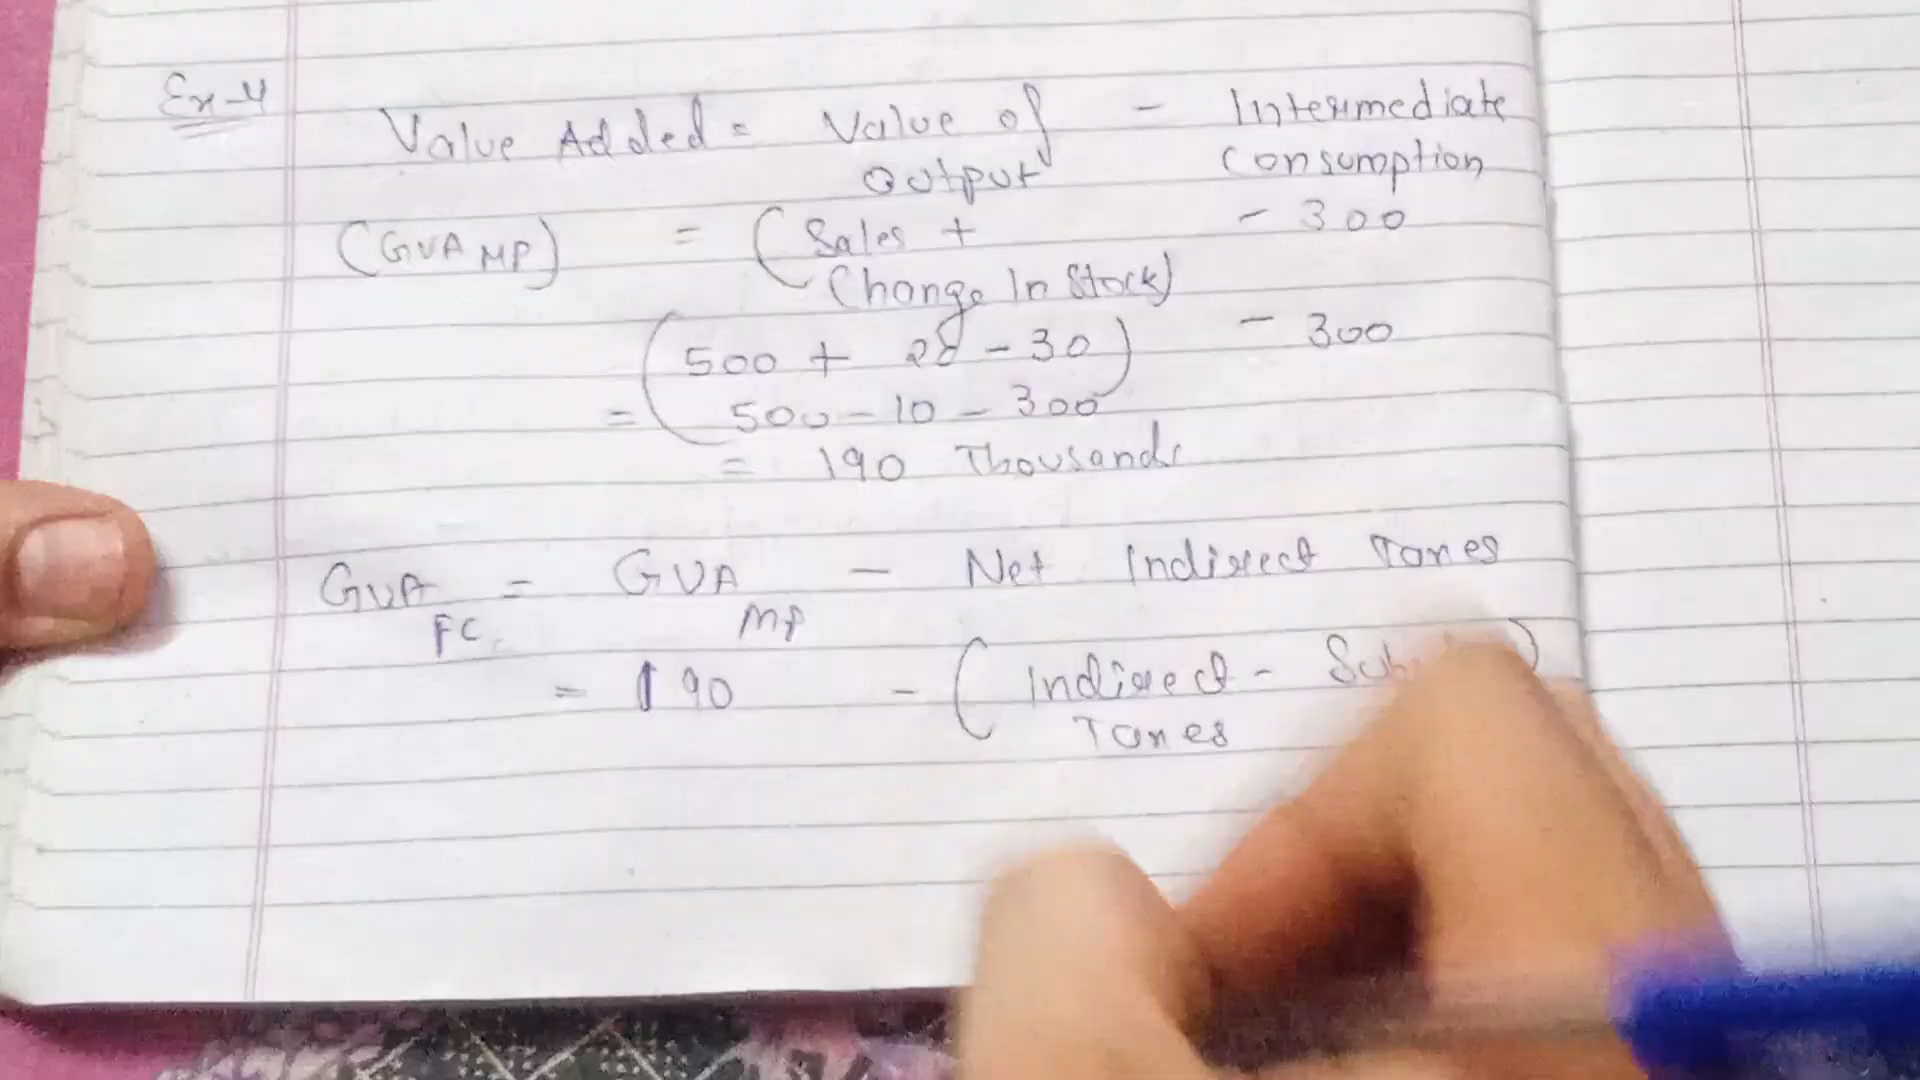 Ex-4
Value Added = Value of output - Intermediate Consumption
(GVA MP) = (Sales + Change In Stock) - 300
= (500 + 20 - 30) - 300
= 500 - 10 - 300
= 190 Thousands
GVA FC = GVA MP - Net Indirect Taxes
= 190 - (Indirect Taxes - )